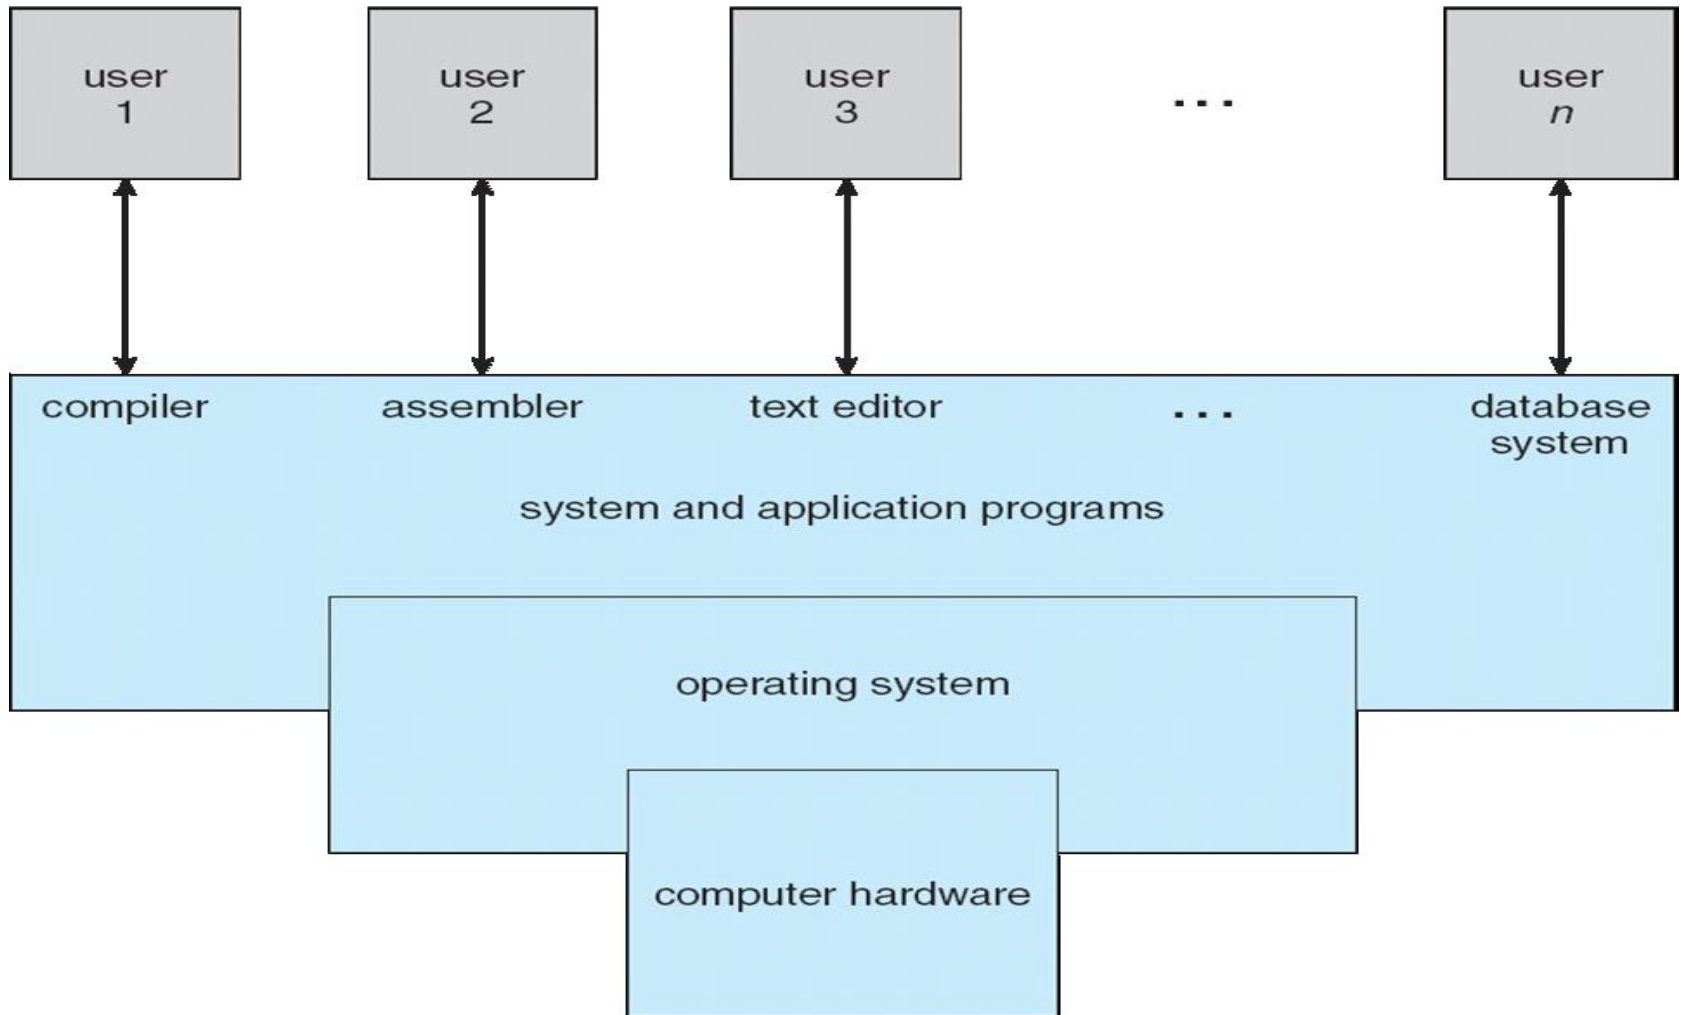 user
1
user
2
user
3
...
user
n
compiler
assembler
text editor
...
database
system
system and application programs
operating system
computer hardware